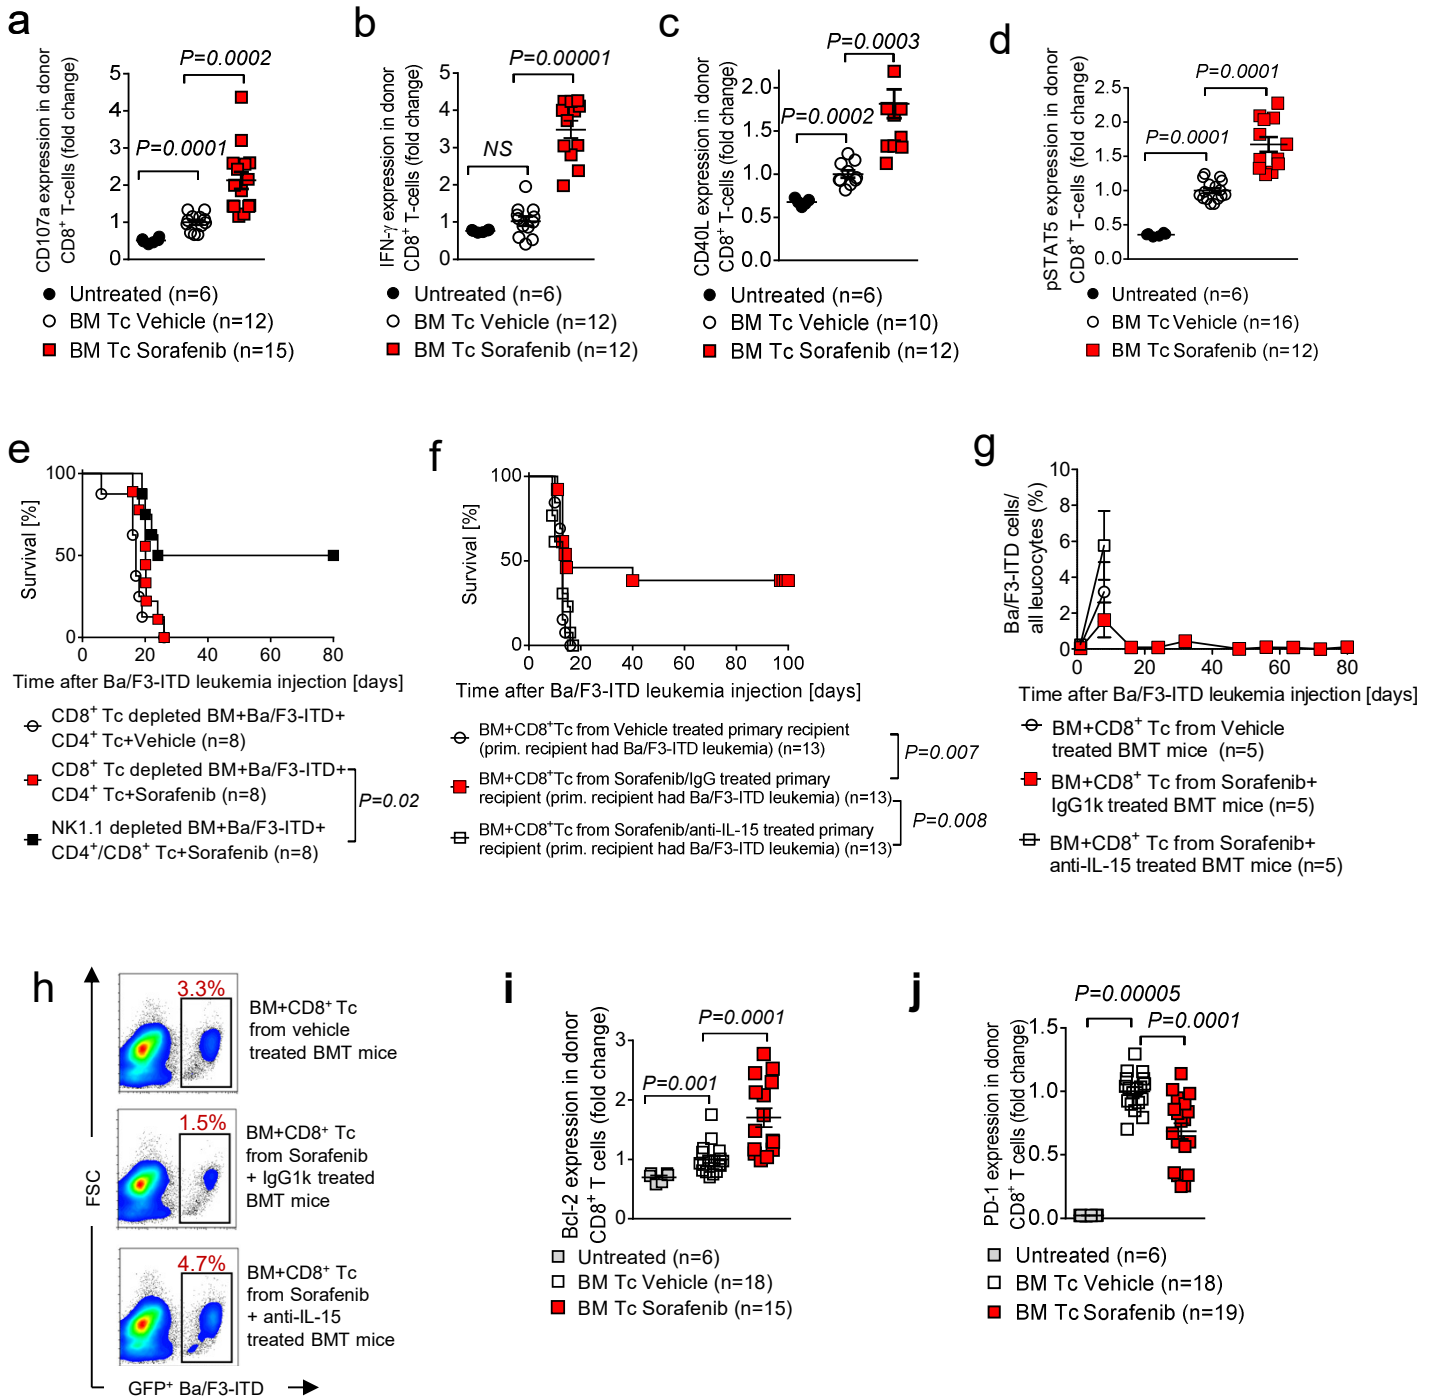 a
CD107a expression in donor
CD8⁺ T-cells (fold change)
P=0.0002
P=0.0001
5
4
3
2
1
0
Untreated (n=6)
BM Tc Vehicle (n=12)
BM Tc Sorafenib (n=15)
b
IFN-γ expression in donor
CD8⁺ T-cells (fold change)
P=0.00001
NS
5
4
3
2
1
0
Untreated (n=6)
BM Tc Vehicle (n=12)
BM Tc Sorafenib (n=12)
c
CD40L expression in donor
CD8⁺ T-cells (fold change)
P=0.0003
P=0.0002
2.0
1.5
1.0
0.5
0.0
Untreated (n=6)
BM Tc Vehicle (n=10)
BM Tc Sorafenib (n=12)
d
pSTAT5 expression in donor
CD8⁺ T-cells (fold change)
P=0.0001
P=0.0001
2.5
2.0
1.5
1.0
0.5
0.0
Untreated (n=6)
BM Tc Vehicle (n=16)
BM Tc Sorafenib (n=12)
e
Survival [%]
100
50
0
0 20 40 60 80
Time after Ba/F3-ITD leukemia injection [days]
CD8⁺ Tc depleted BM+Ba/F3-ITD+
CD4⁺ Tc+Vehicle (n=8)
CD8⁺ Tc depleted BM+Ba/F3-ITD+
CD4⁺ Tc+Sorafenib (n=8)
NK1.1 depleted BM+Ba/F3-ITD+
CD4⁺/CD8⁺ Tc+Sorafenib (n=8)
P=0.02
f
Survival [%]
100
50
0
0 20 40 60 80 100
Time after Ba/F3-ITD leukemia injection [days]
BM+CD8⁺Tc from Vehicle treated primary recipient
(prim. recipient had Ba/F3-ITD leukemia) (n=13)
BM+CD8⁺Tc from Sorafenib/IgG treated primary
recipient (prim. recipient had Ba/F3-ITD leukemia) (n=13)
BM+CD8⁺Tc from Sorafenib/anti-IL-15 treated primary
recipient (prim. recipient had Ba/F3-ITD leukemia) (n=13)
P=0.007
P=0.008
g
Ba/F3-ITD cells/
all leucocytes (%)
10
8
6
4
2
0
0 20 40 60 80
Time after Ba/F3-ITD leukemia injection [days]
BM+CD8⁺ Tc from Vehicle
treated BMT mice (n=5)
BM+CD8⁺ Tc from Sorafenib+
IgG1k treated BMT mice (n=5)
BM+CD8⁺ Tc from Sorafenib+
anti-IL-15 treated BMT mice (n=5)
h
FSC
3.3%
BM+CD8⁺ Tc
from vehicle
treated BMT mice
1.5%
BM+CD8⁺ Tc
from Sorafenib
+ IgG1k treated
BMT mice
4.7%
BM+CD8⁺ Tc
from Sorafenib
+ anti-IL-15
treated BMT mice
GFP⁺ Ba/F3-ITD
i
Bcl-2 expression in donor
CD8⁺ T cells (fold change)
P=0.0001
P=0.001
3
2
1
0
Untreated (n=6)
BM Tc Vehicle (n=18)
BM Tc Sorafenib (n=15)
j
PD-1 expression in donor
CD8⁺ T cells (fold change)
P=0.00005
P=0.0001
1.5
1.0
0.5
0.0
Untreated (n=6)
BM Tc Vehicle (n=18)
BM Tc Sorafenib (n=19)